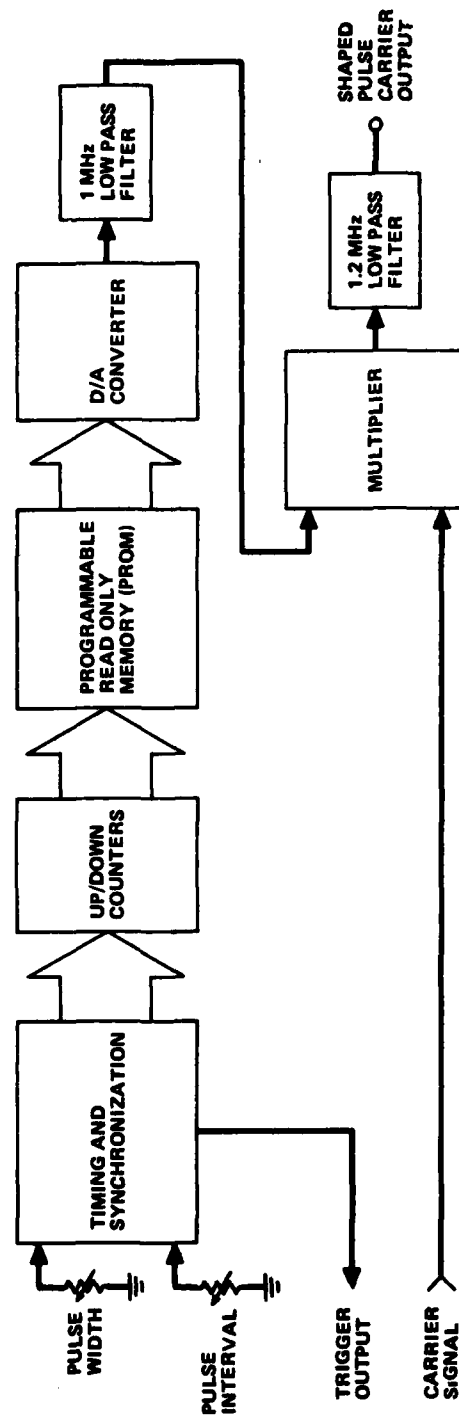 PULSE
WIDTH
PULSE
INTERVAL
TIMING AND
SYNCHRONIZATION
UP/DOWN
COUNTERS
PROGRAMMABLE
READ ONLY
MEMORY (PROM)
D/A
CONVERTER
1 MHz
LOW PASS
FILTER
TRIGGER
OUTPUT
CARRIER
SIGNAL
MULTIPLIER
1.2 MHz
LOW PASS
FILTER
SHAPED
PULSE
CARRIER
OUTPUT